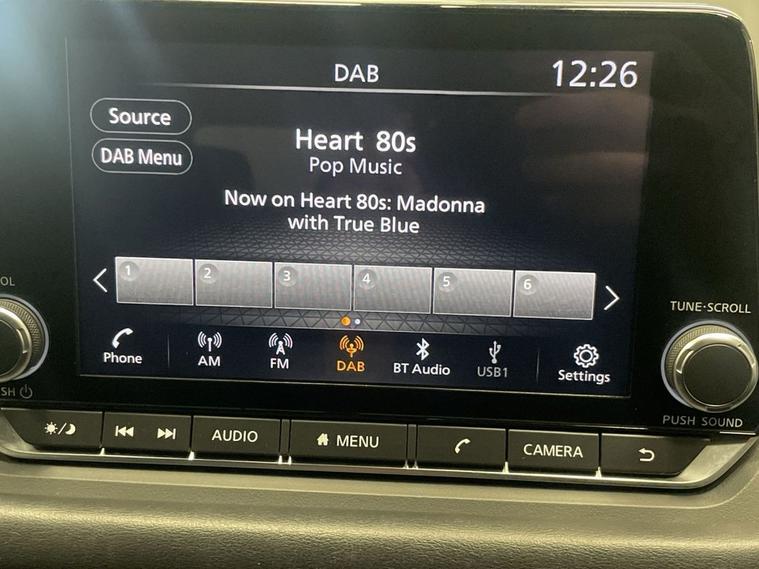 DAB
12:26
Source
DAB Menu
Heart 80s
Pop Music
Now on Heart 80s: Madonna
with True Blue
1 2 3 4 5 6
Phone
AM
FM
DAB
BT Audio
USB1
Settings
OL
SH
TUNE·SCROLL
PUSH SOUND
AUDIO
MENU
CAMERA